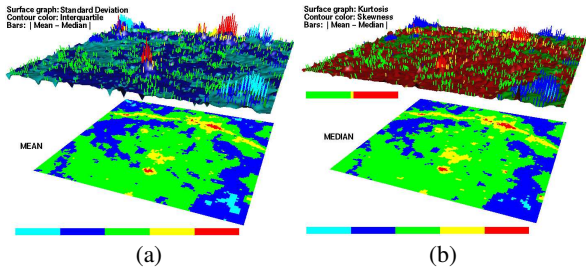 Surface graph: Standard Deviation
Contour color: Interquartile
Bars: | Mean – Median |
MEAN
(a)
Surface graph: Kurtosis
Contour color: Skewness
Bars: | Mean – Median |
MEDIAN
(b)